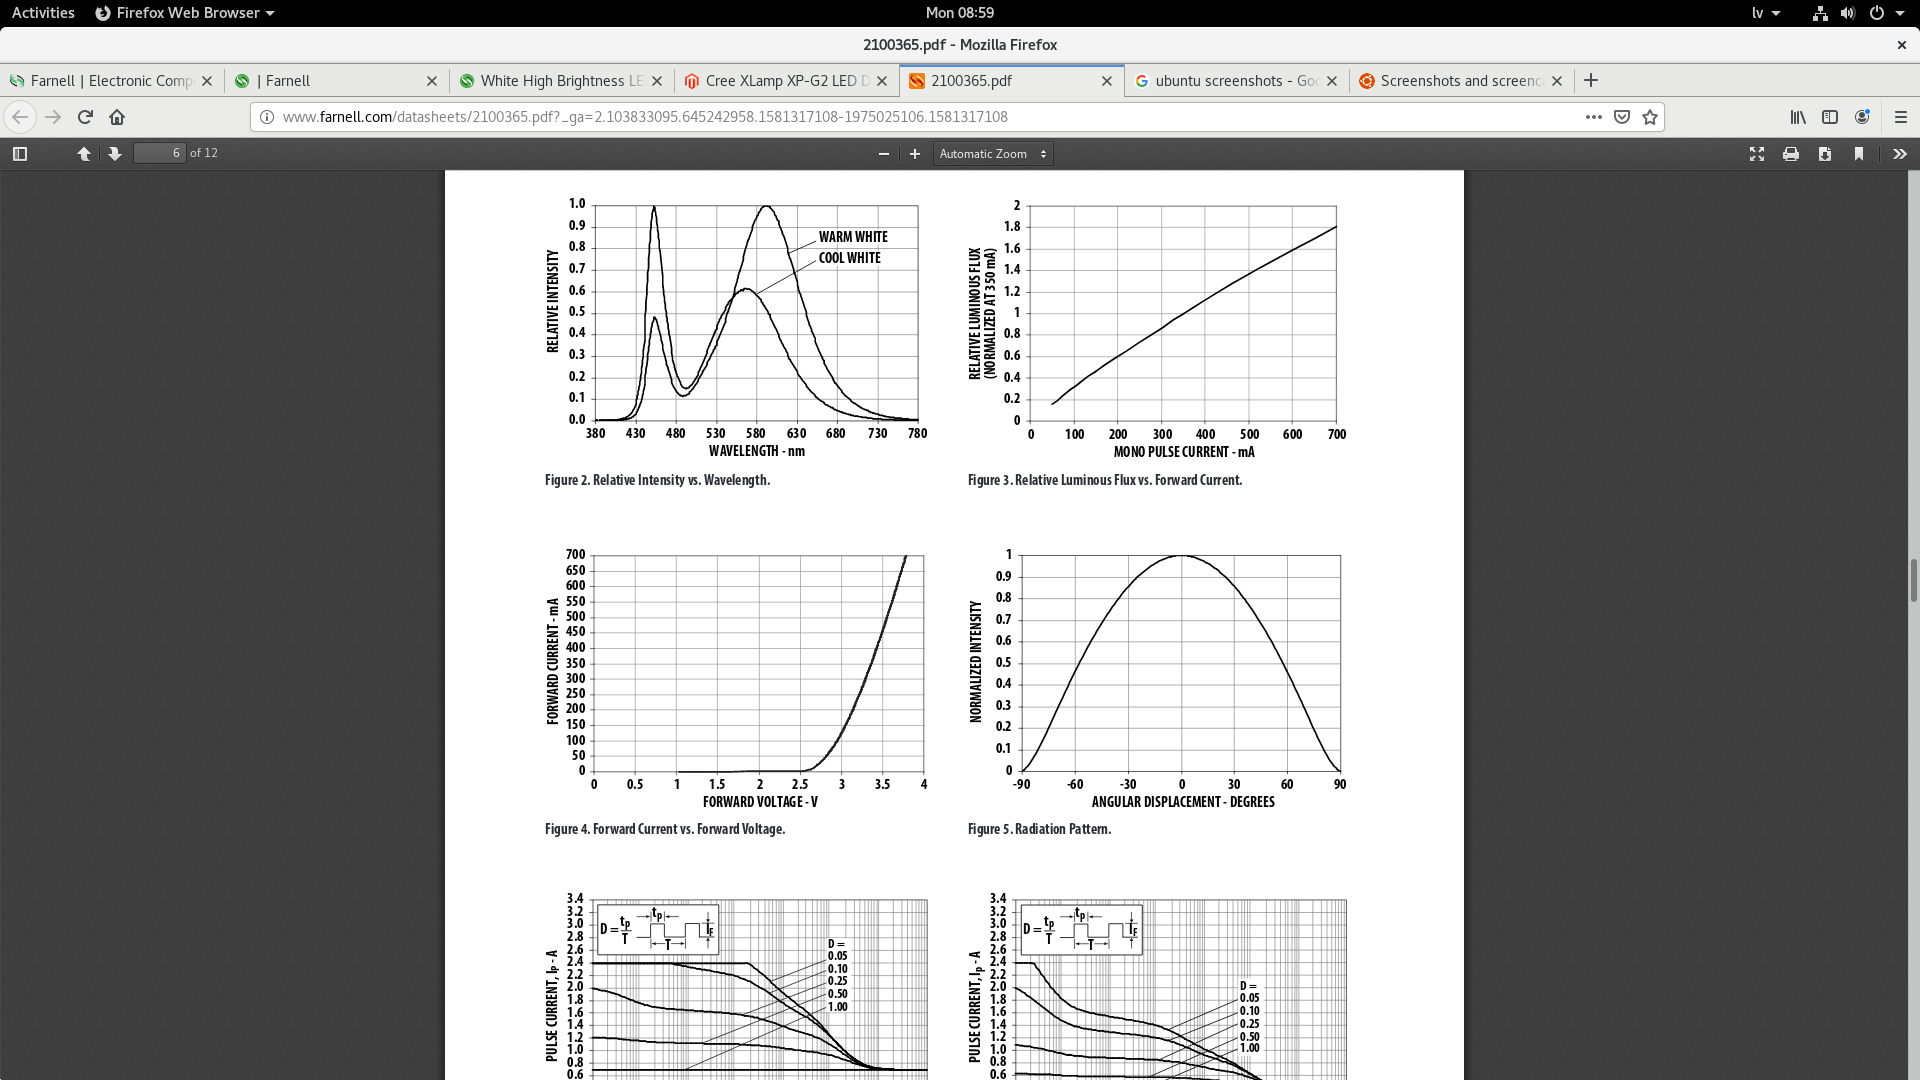 Activities Firefox Web Browser Mon 08:59 lv
2100365.pdf - Mozilla Firefox
Farnell | Electronic Comp | Farnell White High Brightness LE Cree XLamp XP-G2 LED D 2100365.pdf ubuntu screenshots - Goo Screenshots and screenc
www.farnell.com/datasheets/2100365.pdf?_ga=2.103833095.645242958.1581317108-1975025106.1581317108
6 of 12 Automatic Zoom
RELATIVE INTENSITY
1.0
0.9
0.8
0.7
0.6
0.5
0.4
0.3
0.2
0.1
0.0
WARM WHITE
COOL WHITE
380 430 480 530 580 630 680 730 780
WAVELENGTH - nm
Figure 2. Relative Intensity vs. Wavelength.
RELATIVE LUMINOUS FLUX
(NORMALIZED AT 350 mA)
2
1.8
1.6
1.4
1.2
1
0.8
0.6
0.4
0.2
0
0 100 200 300 400 500 600 700
MONO PULSE CURRENT - mA
Figure 3. Relative Luminous Flux vs. Forward Current.
FORWARD CURRENT - mA
700
650
600
550
500
450
400
350
300
250
200
150
100
50
0
0 0.5 1 1.5 2 2.5 3 3.5 4
FORWARD VOLTAGE - V
Figure 4. Forward Current vs. Forward Voltage.
NORMALIZED INTENSITY
1
0.9
0.8
0.7
0.6
0.5
0.4
0.3
0.2
0.1
0
-90 -60 -30 0 30 60 90
ANGULAR DISPLACEMENT - DEGREES
Figure 5. Radiation Pattern.
PULSE CURRENT, IP - A
3.4
3.2
3.0
2.8
2.6
2.4
2.2
2.0
1.8
1.6
1.4
1.2
1.0
0.8
0.6
D = tP/T
tP
T
IF
D =
0.05
0.10
0.25
0.50
1.00
PULSE CURRENT, IP - A
3.4
3.2
3.0
2.8
2.6
2.4
2.2
2.0
1.8
1.6
1.4
1.2
1.0
0.8
0.6
D = tP/T
tP
T
IF
D =
0.05
0.10
0.25
0.50
1.00